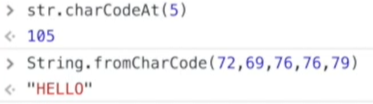 > str.charCodeAt(5)
<· 105
> String.fromCharCode(72,69,76,76,79)
<· "HELLO"